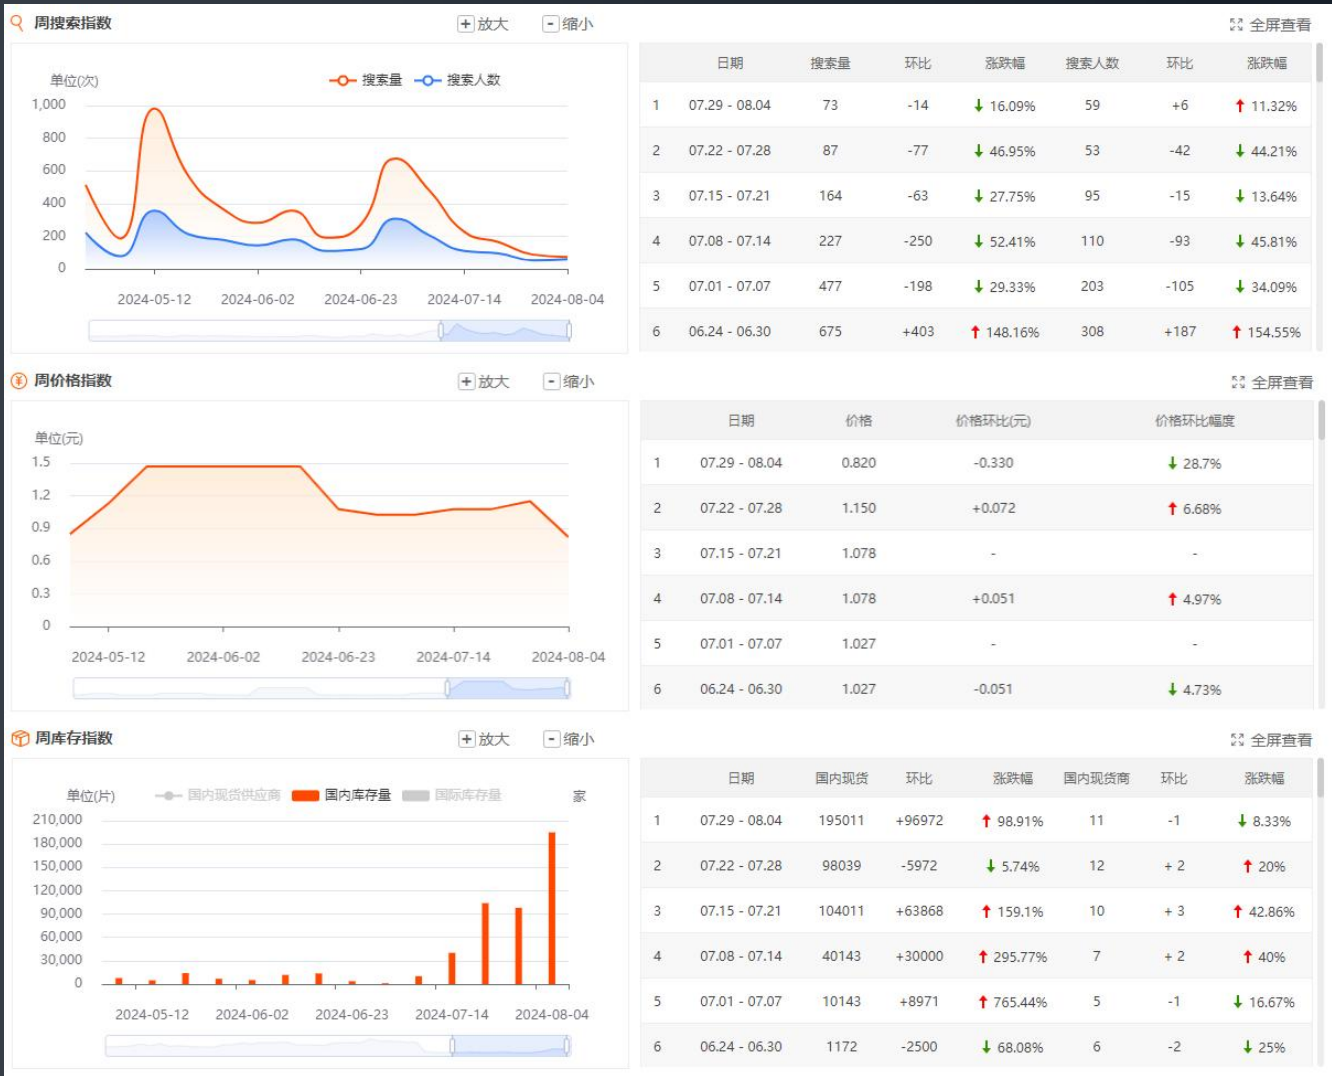 周搜索指数 + 放大 - 缩小 全屏查看
单位(次) 搜索量 搜索人数
1,000
800
600
400
200
0
2024-05-12 2024-06-02 2024-06-23 2024-07-14 2024-08-04
日期 搜索量 环比 涨跌幅 搜索人数 环比 涨跌幅
1 07.29 - 08.04 73 -14 ↓ 16.09% 59 +6 ↑ 11.32%
2 07.22 - 07.28 87 -77 ↓ 46.95% 53 -42 ↓ 44.21%
3 07.15 - 07.21 164 -63 ↓ 27.75% 95 -15 ↓ 13.64%
4 07.08 - 07.14 227 -250 ↓ 52.41% 110 -93 ↓ 45.81%
5 07.01 - 07.07 477 -198 ↓ 29.33% 203 -105 ↓ 34.09%
6 06.24 - 06.30 675 +403 ↑ 148.16% 308 +187 ↑ 154.55%
¥ 周价格指数 + 放大 - 缩小 全屏查看
单位(元)
1.5
1.2
0.9
0.6
0.3
0
2024-05-12 2024-06-02 2024-06-23 2024-07-14 2024-08-04
日期 价格 价格环比(元) 价格环比幅度
1 07.29 - 08.04 0.820 -0.330 ↓ 28.7%
2 07.22 - 07.28 1.150 +0.072 ↑ 6.68%
3 07.15 - 07.21 1.078 - -
4 07.08 - 07.14 1.078 +0.051 ↑ 4.97%
5 07.01 - 07.07 1.027 - -
6 06.24 - 06.30 1.027 -0.051 ↓ 4.73%
周库存指数 + 放大 - 缩小 全屏查看
单位(片) 国内现货供应商 国内库存量 国际库存量 家
210,000
180,000
150,000
120,000
90,000
60,000
30,000
0
2024-05-12 2024-06-02 2024-06-23 2024-07-14 2024-08-04
日期 国内现货 环比 涨跌幅 国内现货商 环比 涨跌幅
1 07.29 - 08.04 195011 +96972 ↑ 98.91% 11 -1 ↓ 8.33%
2 07.22 - 07.28 98039 -5972 ↓ 5.74% 12 + 2 ↑ 20%
3 07.15 - 07.21 104011 +63868 ↑ 159.1% 10 + 3 ↑ 42.86%
4 07.08 - 07.14 40143 +30000 ↑ 295.77% 7 + 2 ↑ 40%
5 07.01 - 07.07 10143 +8971 ↑ 765.44% 5 -1 ↓ 16.67%
6 06.24 - 06.30 1172 -2500 ↓ 68.08% 6 -2 ↓ 25%